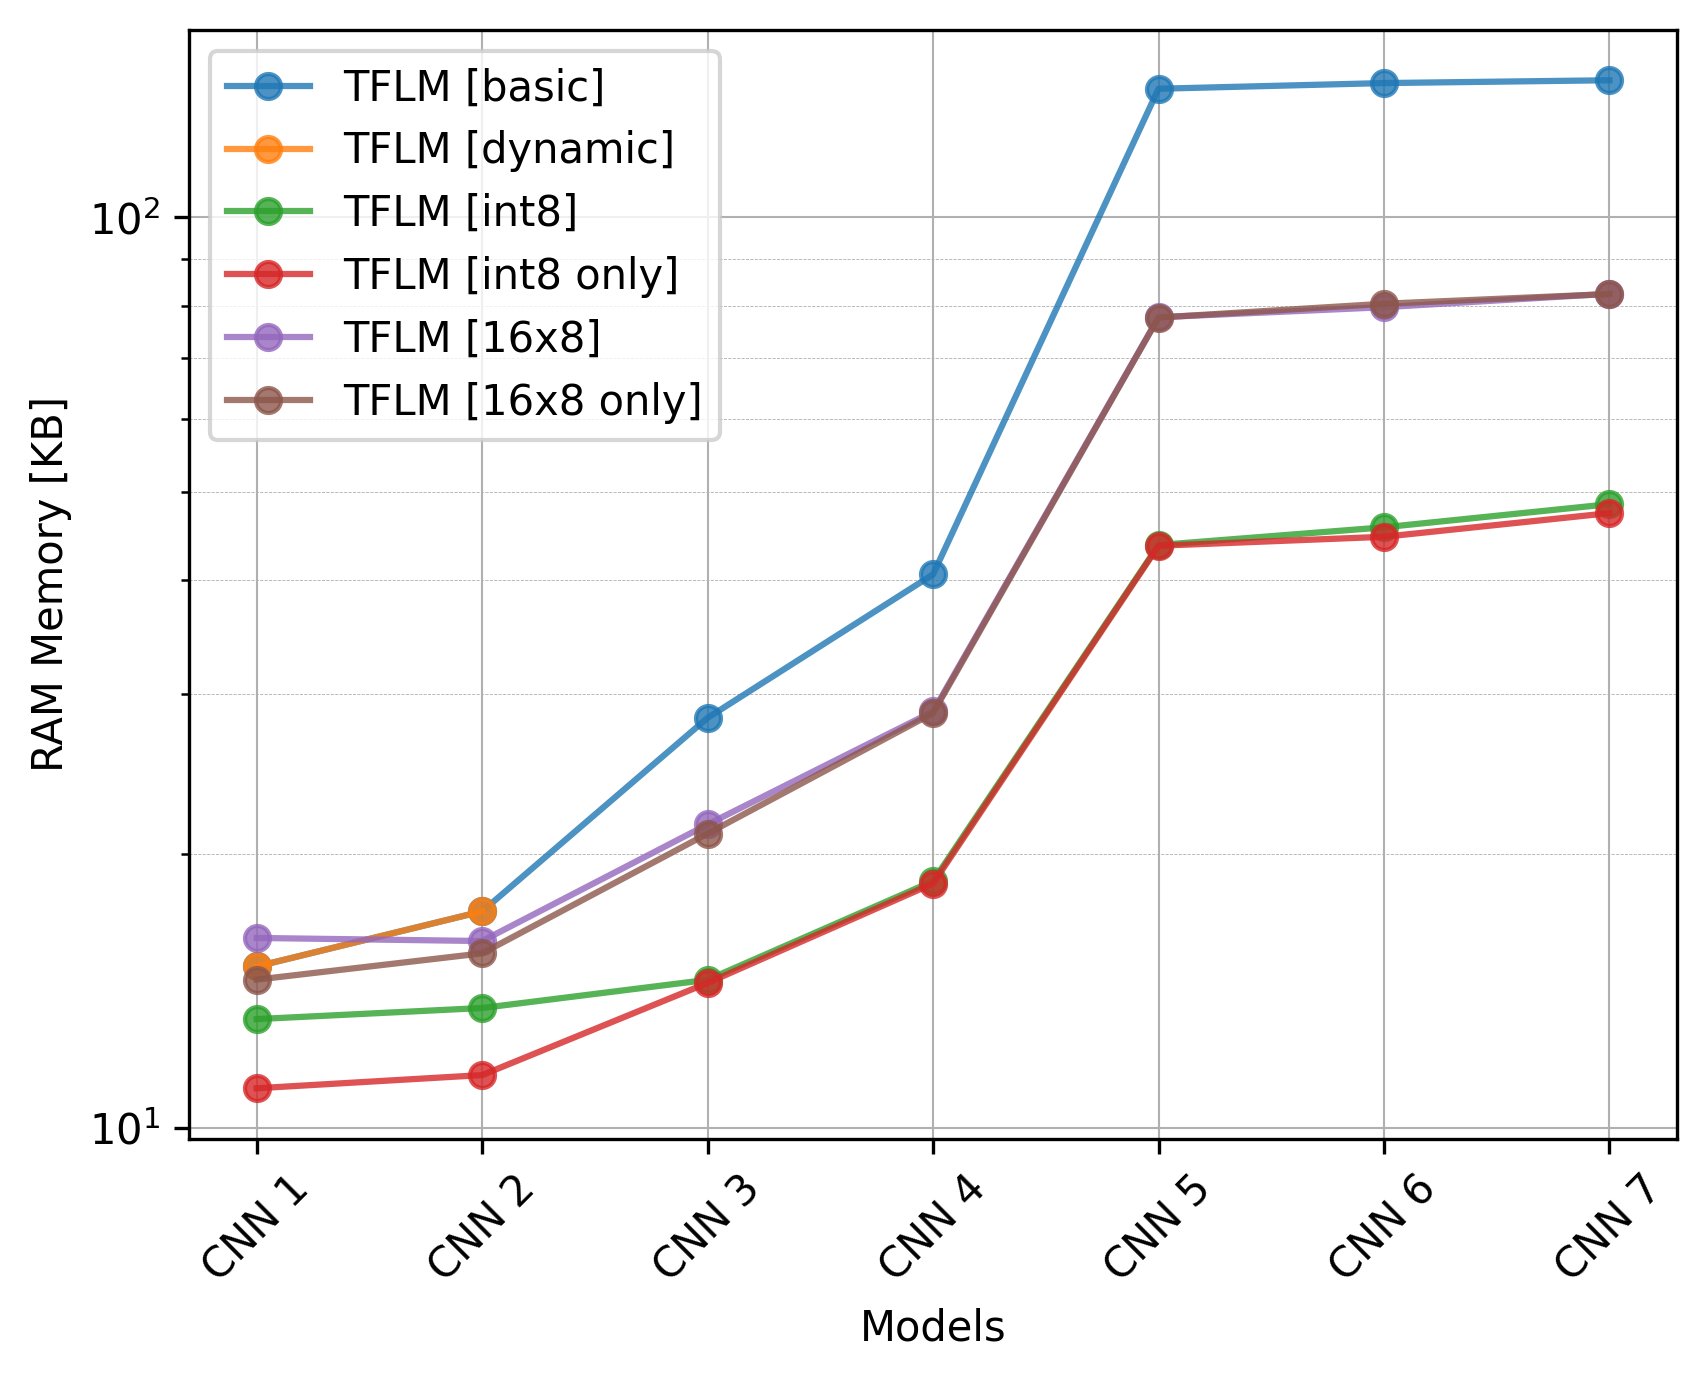 TFLM [basic]
TFLM [dynamic]
TFLM [int8]
TFLM [int8 only]
TFLM [16x8]
TFLM [16x8 only]
10²
10¹
RAM Memory [KB]
CNN 1
CNN 2
CNN 3
CNN 4
CNN 5
CNN 6
CNN 7
Models